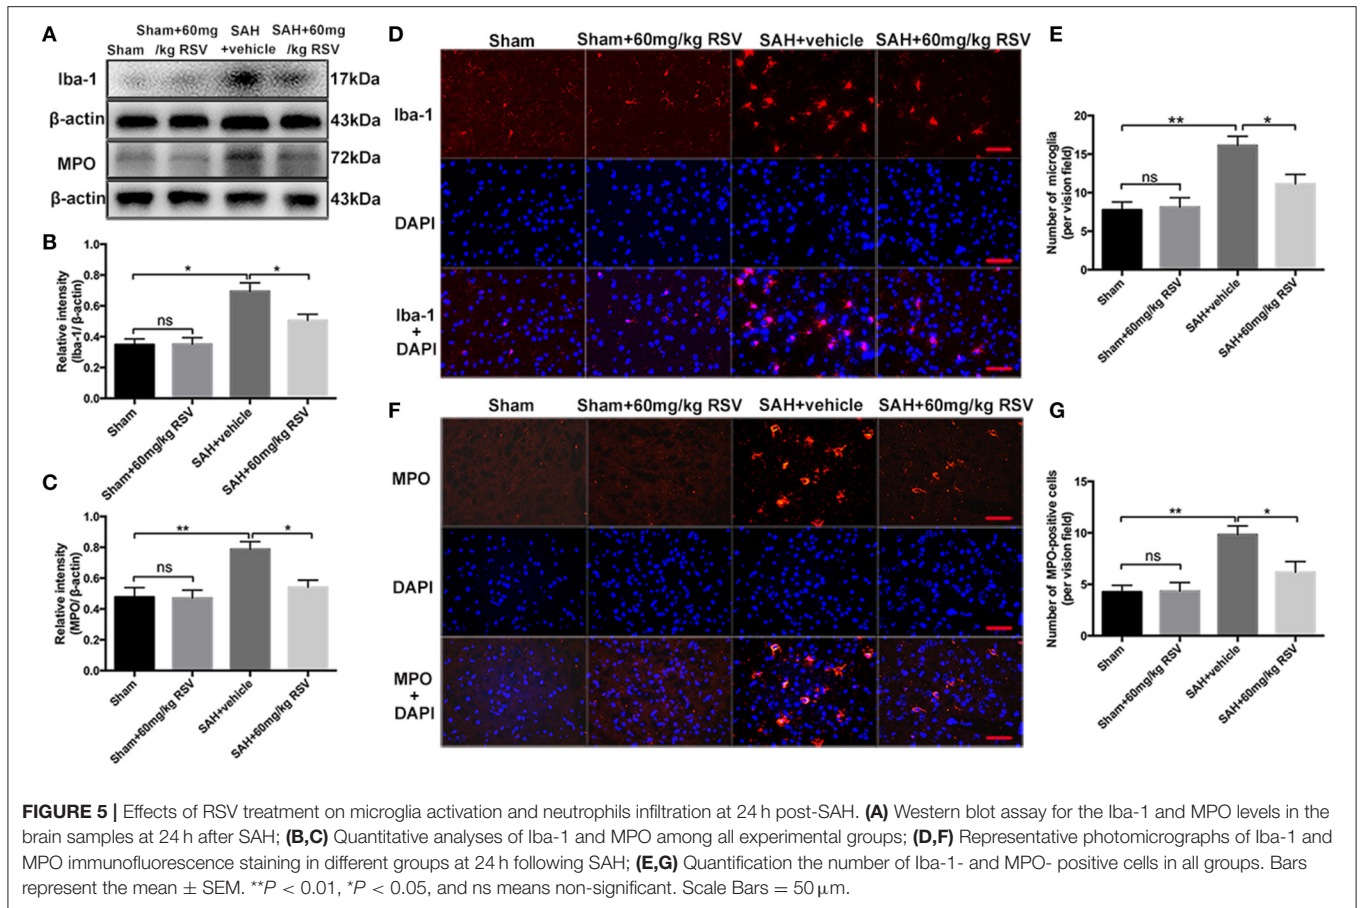 A
Sham
Sham+60mg
/kg RSV
SAH
+vehicle
SAH+60mg
/kg RSV
Iba-1
17kDa
β-actin
43kDa
MPO
72kDa
β-actin
43kDa
B
Relative intensity
(Iba-1/ β-actin)
1.0
0.8
0.6
0.4
0.2
0.0
ns
*
*
Sham
Sham+60mg/kg RSV
SAH+vehicle
SAH+60mg/kg RSV
C
Relative intensity
(MPO/ β-actin)
1.0
0.8
0.6
0.4
0.2
0.0
ns
**
*
Sham
Sham+60mg/kg RSV
SAH+vehicle
SAH+60mg/kg RSV
D
Sham
Sham+60mg/kg RSV
SAH+vehicle
SAH+60mg/kg RSV
Iba-1
DAPI
Iba-1
+
DAPI
E
Number of microglia
(per vision field)
20
15
10
5
0
ns
**
*
Sham
Sham+60mg/kg RSV
SAH+vehicle
SAH+60mg/kg RSV
F
Sham
Sham+60mg/kg RSV
SAH+vehicle
SAH+60mg/kg RSV
MPO
DAPI
MPO
+
DAPI
G
Number of MPO-positive cells
(per vision field)
15
10
5
0
ns
**
*
Sham
Sham+60mg/kg RSV
SAH+vehicle
SAH+60mg/kg RSV
FIGURE 5 | Effects of RSV treatment on microglia activation and neutrophils infiltration at 24 h post-SAH. (A) Western blot assay for the Iba-1 and MPO levels in the
brain samples at 24 h after SAH; (B,C) Quantitative analyses of Iba-1 and MPO among all experimental groups; (D,F) Representative photomicrographs of Iba-1 and
MPO immunofluorescence staining in different groups at 24 h following SAH; (E,G) Quantification the number of Iba-1- and MPO- positive cells in all groups. Bars
represent the mean ± SEM. **P < 0.01, *P < 0.05, and ns means non-significant. Scale Bars = 50 μm.